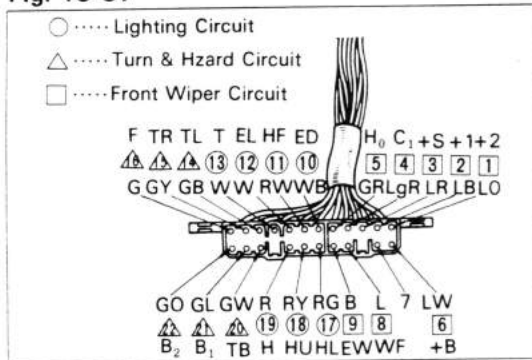 ○ ····· Lighting Circuit
△ ····· Turn & Hzard Circuit
□ ····· Front Wiper Circuit
F TR TL T EL HF HF ED H₀ C₁ +S +1 +2
16 15 14 13 12 11 10 5 4 3 2 1
G GY GB W W RW WB GR LgR LR LB LO
GO GL GW R RY RG B L 7 LW
22 21 20 19 18 17 9 8 6
B₂ B₁ TB H HU HL EW WF +B